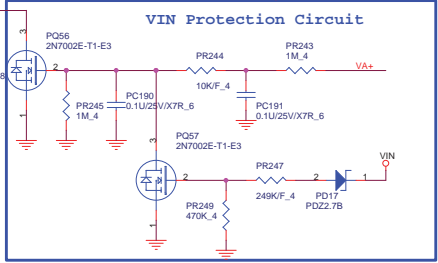 VIN Protection Circuit
3
PQ56
2N7002E-T1-E3
PR244
PR243
1M_4
VA+
2
8
10K/F_4
PR245
1M_4
PC190
0.1U/25V/X7R_6
PC191
0.1U/25V/X7R_6
1
3
PQ57
2N7002E-T1-E3
VIN
2
PR247
2
1
249K/F_4
PD17
PDZ2.7B
PR249
470K_4
1